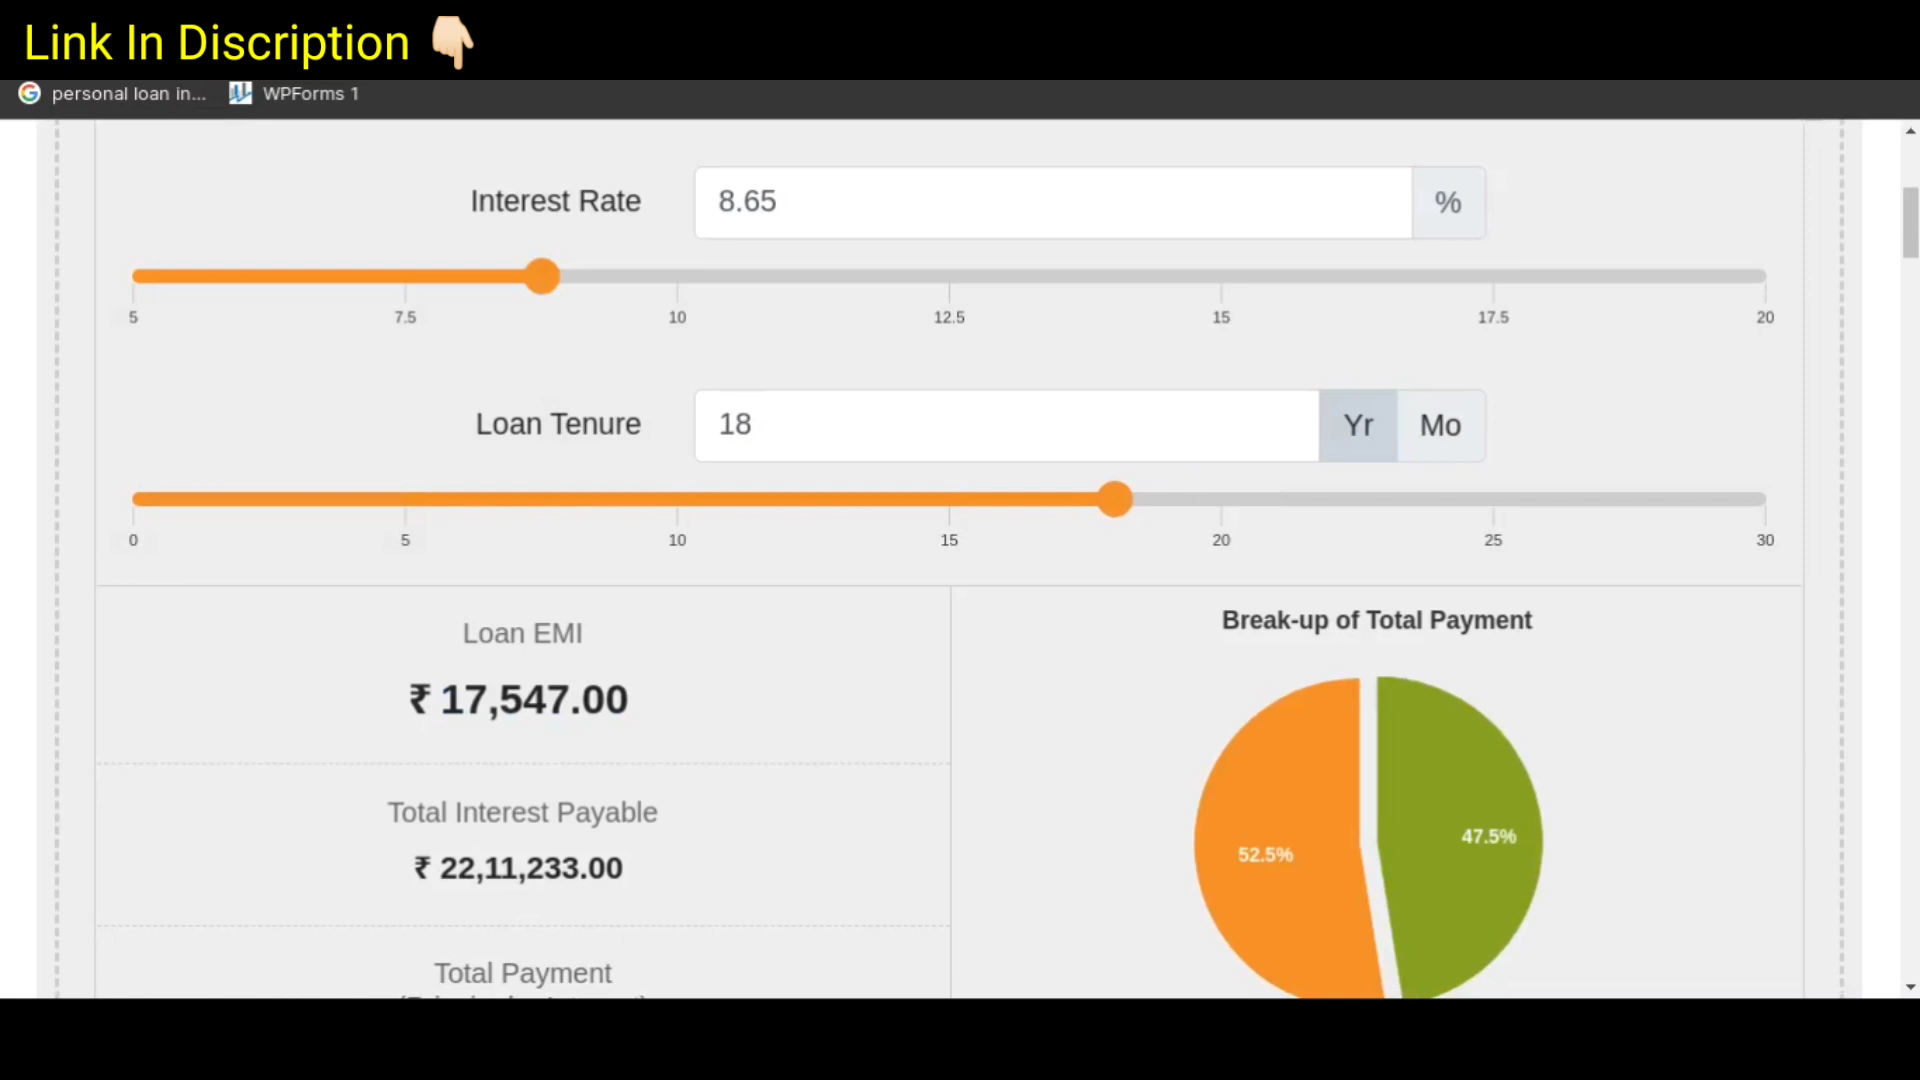 Link In Discription 👇🏻
personal loan in... WPForms 1
Interest Rate 8.65 %
5 7.5 10 12.5 15 17.5 20
Loan Tenure 18 Yr Mo
0 5 10 15 20 25 30
Loan EMI
₹ 17,547.00
Total Interest Payable
₹ 22,11,233.00
Total Payment
Break-up of Total Payment
52.5% 47.5%